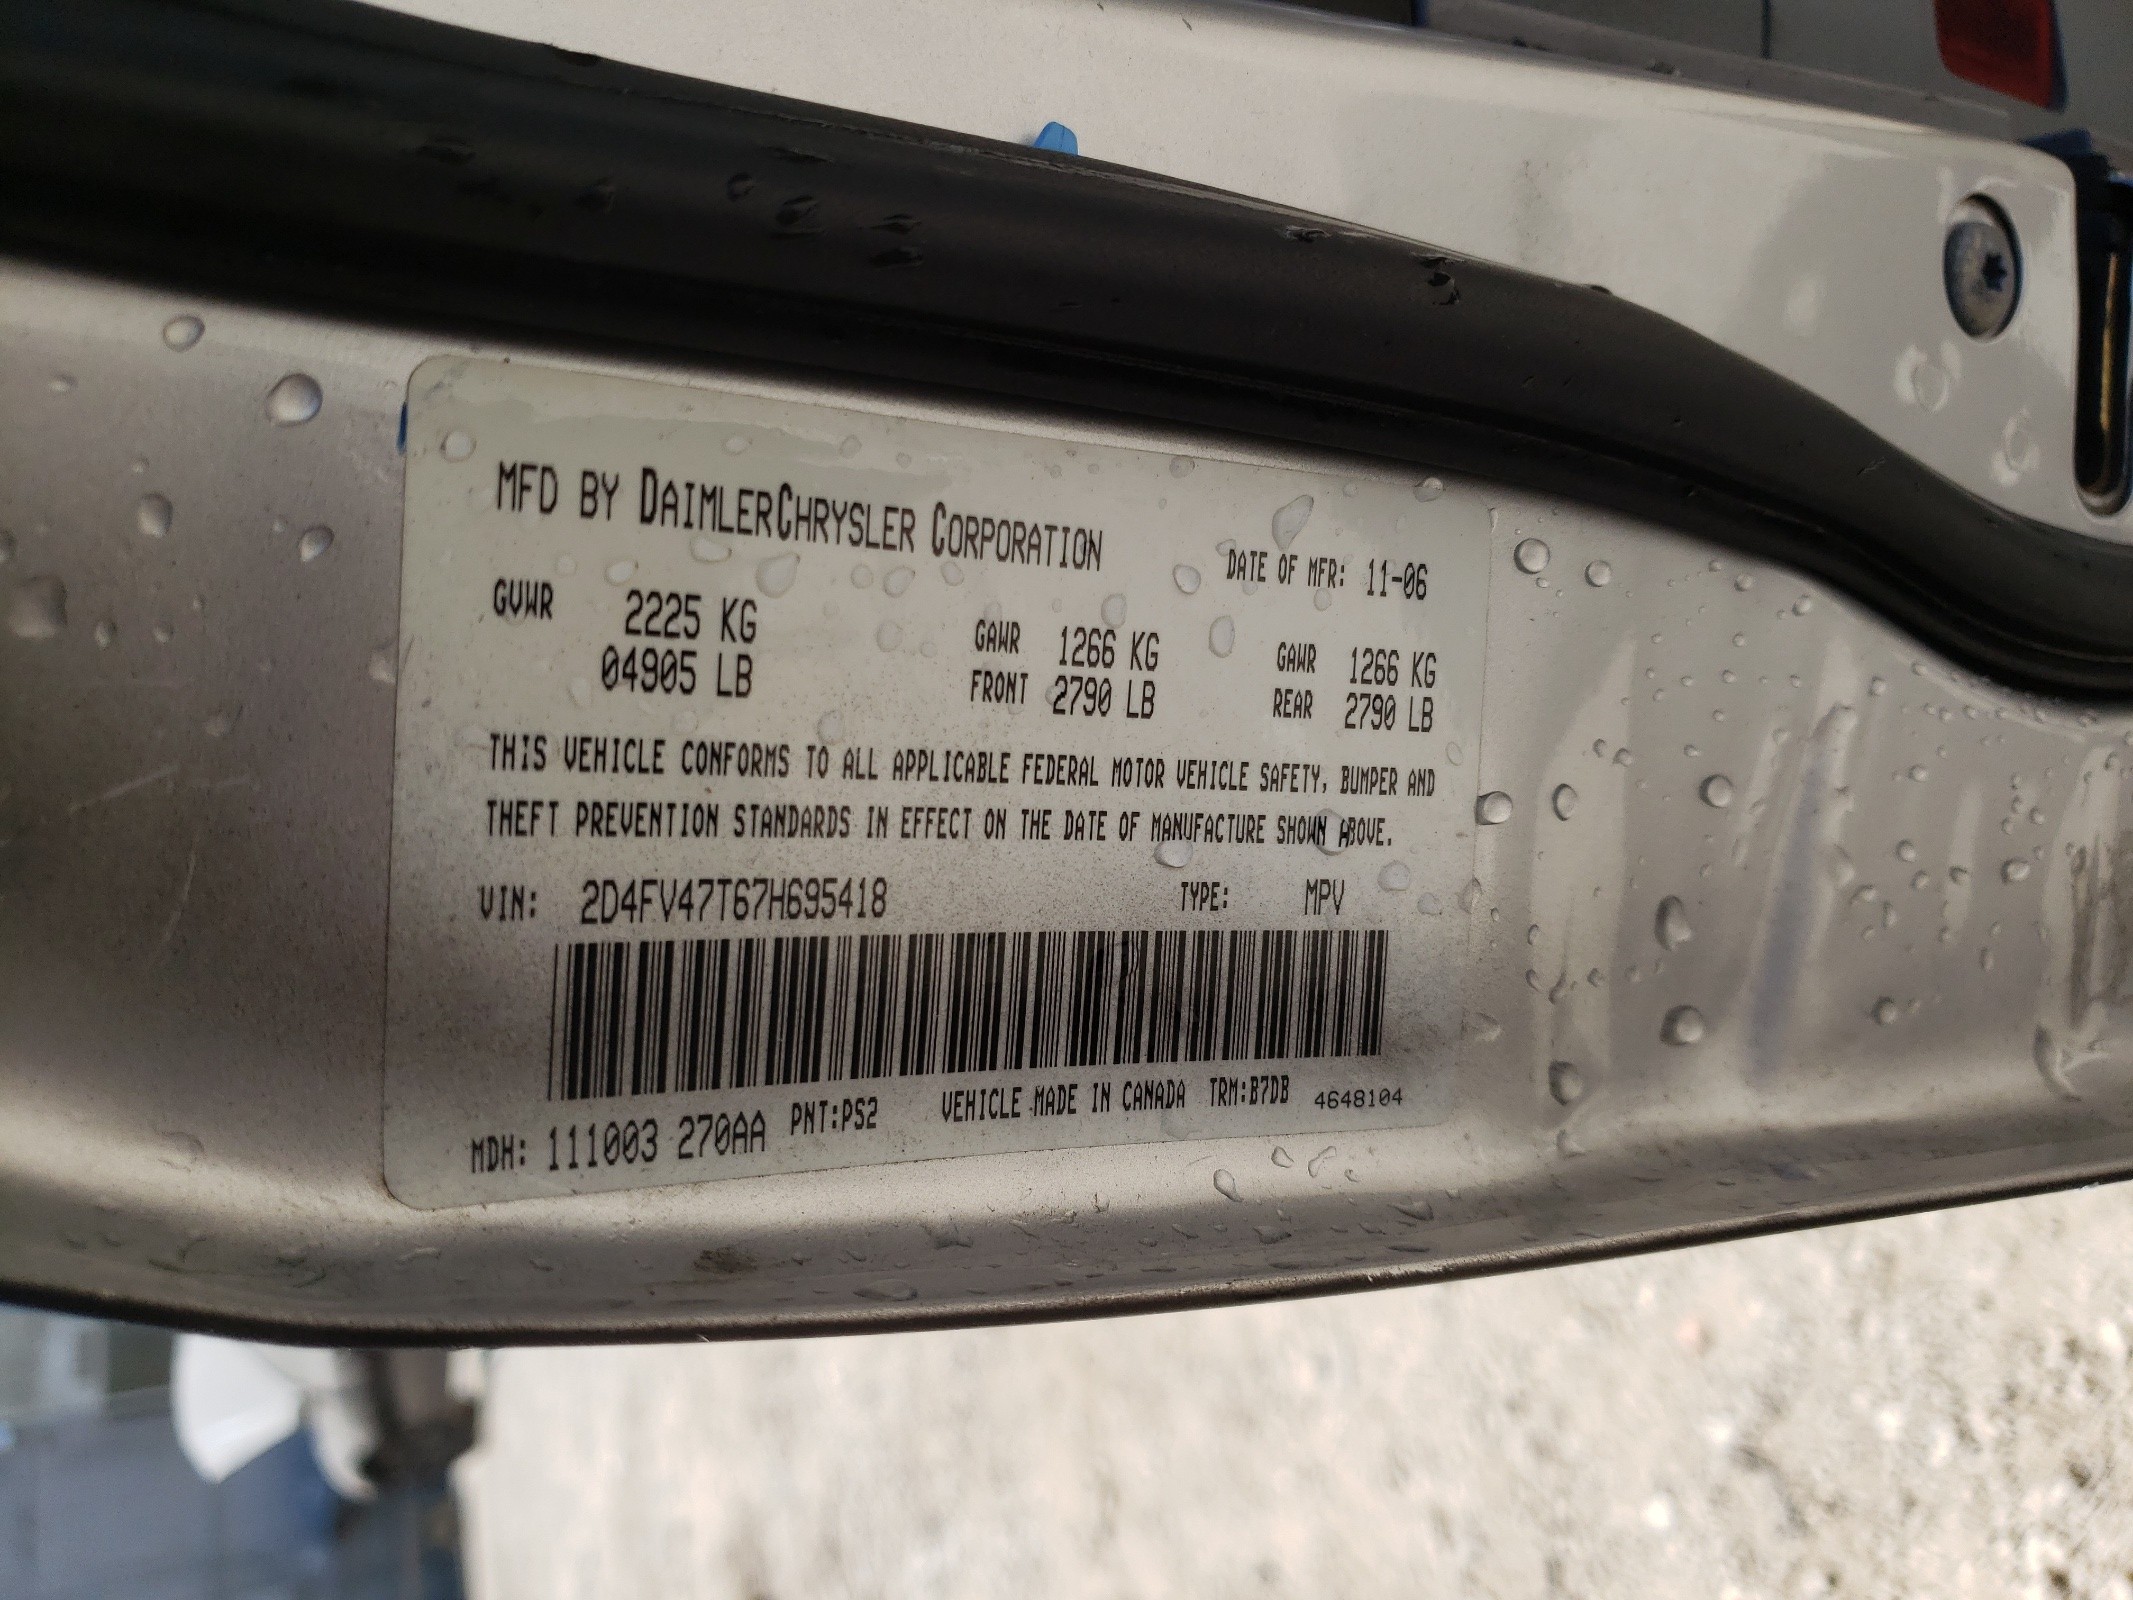 MFD BY DAIMLERCHRYSLER CORPORATION
DATE OF MFR: 11-06
GVWR 2225 KG
04905 LB
GAWR 1266 KG
FRONT 2790 LB
GAWR 1266 KG
REAR 2790 LB
THIS VEHICLE CONFORMS TO ALL APPLICABLE FEDERAL MOTOR VEHICLE SAFETY, BUMPER AND
THEFT PREVENTION STANDARDS IN EFFECT ON THE DATE OF MANUFACTURE SHOWN ABOVE.
VIN: 2D4FV47T67H695418 TYPE: MPV
MDH: 111003 270AA PNT:PS2 VEHICLE MADE IN CANADA TRM:B7DB 4648104